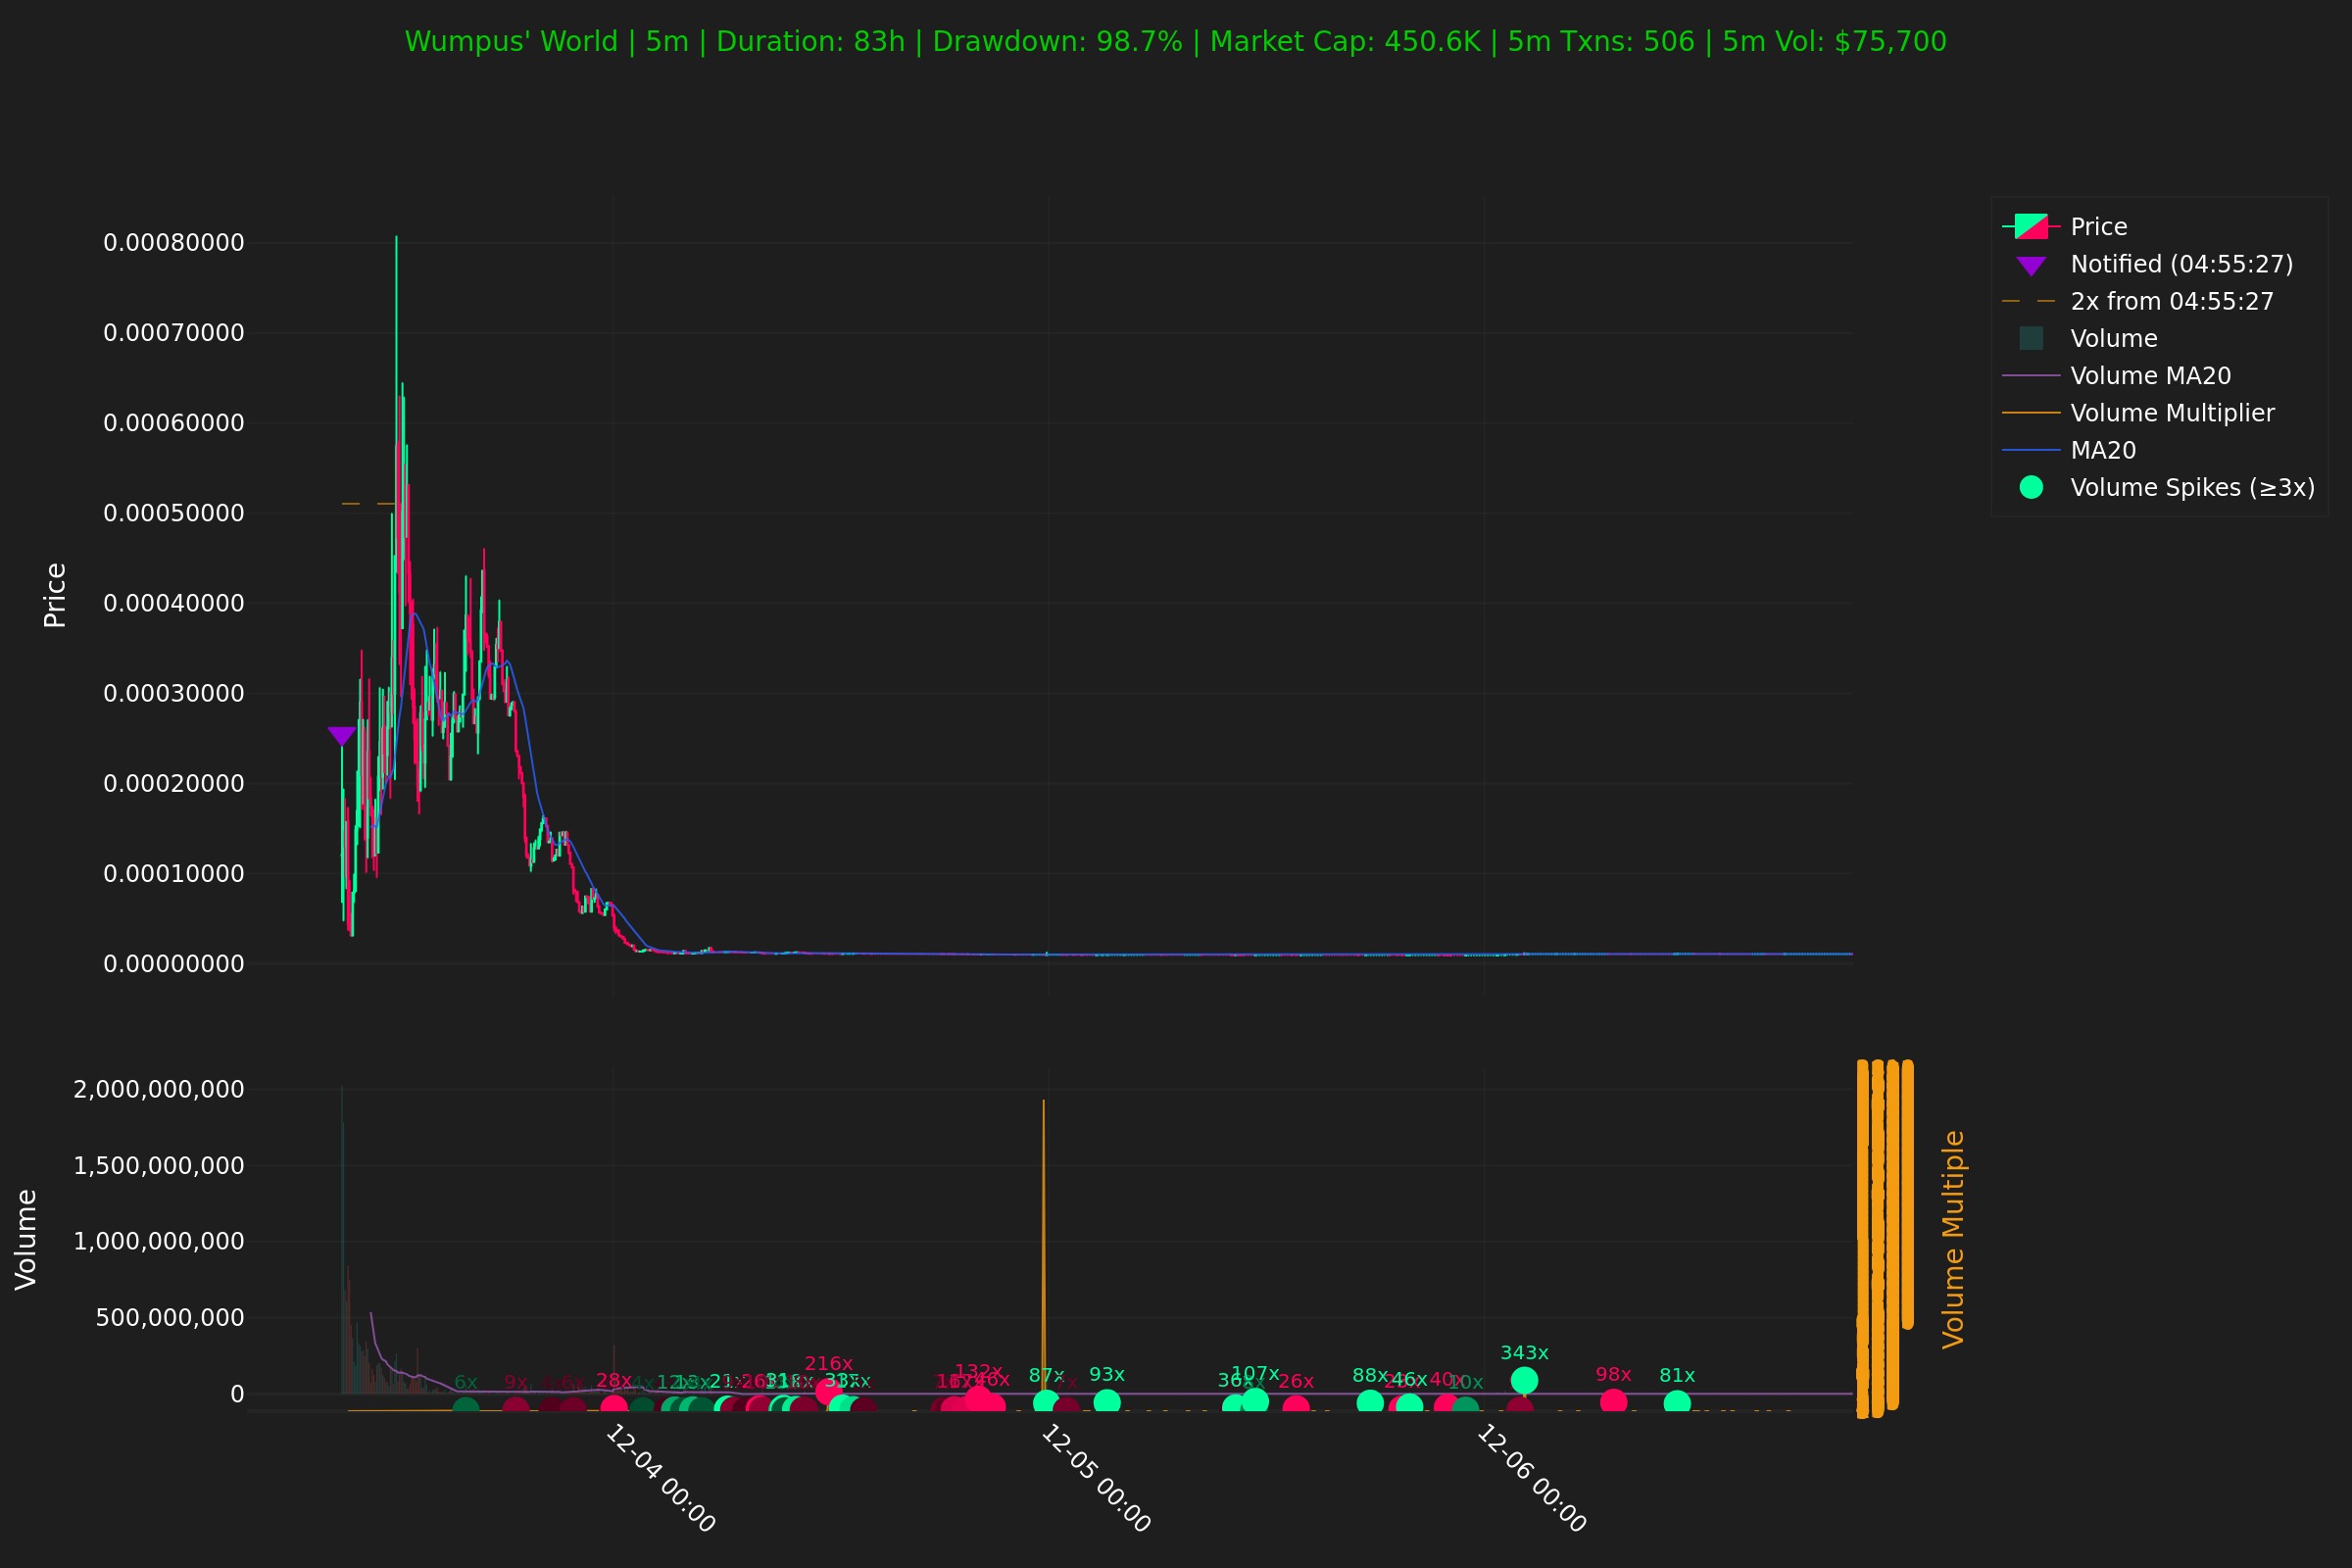 Wumpus' World | 5m | Duration: 83h | Drawdown: 98.7% | Market Cap: 450.6K | 5m Txns: 506 | 5m Vol: $75,700
Price
0.00080000
0.00070000
0.00060000
0.00050000
0.00040000
0.00030000
0.00020000
0.00010000
0.00000000
Price
Notified (04:55:27)
2x from 04:55:27
Volume
Volume MA20
Volume Multiplier
MA20
Volume Spikes (≥3x)
Volume
2,000,000,000
1,500,000,000
1,000,000,000
500,000,000
0
6x
9x
28x
216x
132x
87x
93x
107x
26x
88x
46x
10x
343x
98x
81x
Volume Multiple
12-04 00:00
12-05 00:00
12-06 00:00